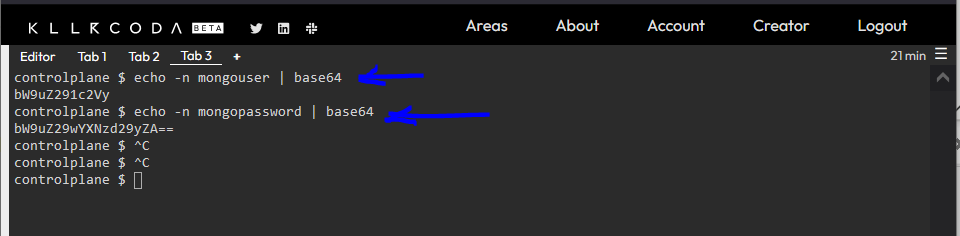 KILLERCODA BETA Areas About Account Creator Logout
Editor Tab 1 Tab 2 Tab 3 + 21 min
controlplane $ echo -n mongouser | base64
bW9uZ291c2Vy
controlplane $ echo -n mongopassword | base64
bW9uZ29wYXNzd29yZA==
controlplane $ ^C
controlplane $ ^C
controlplane $